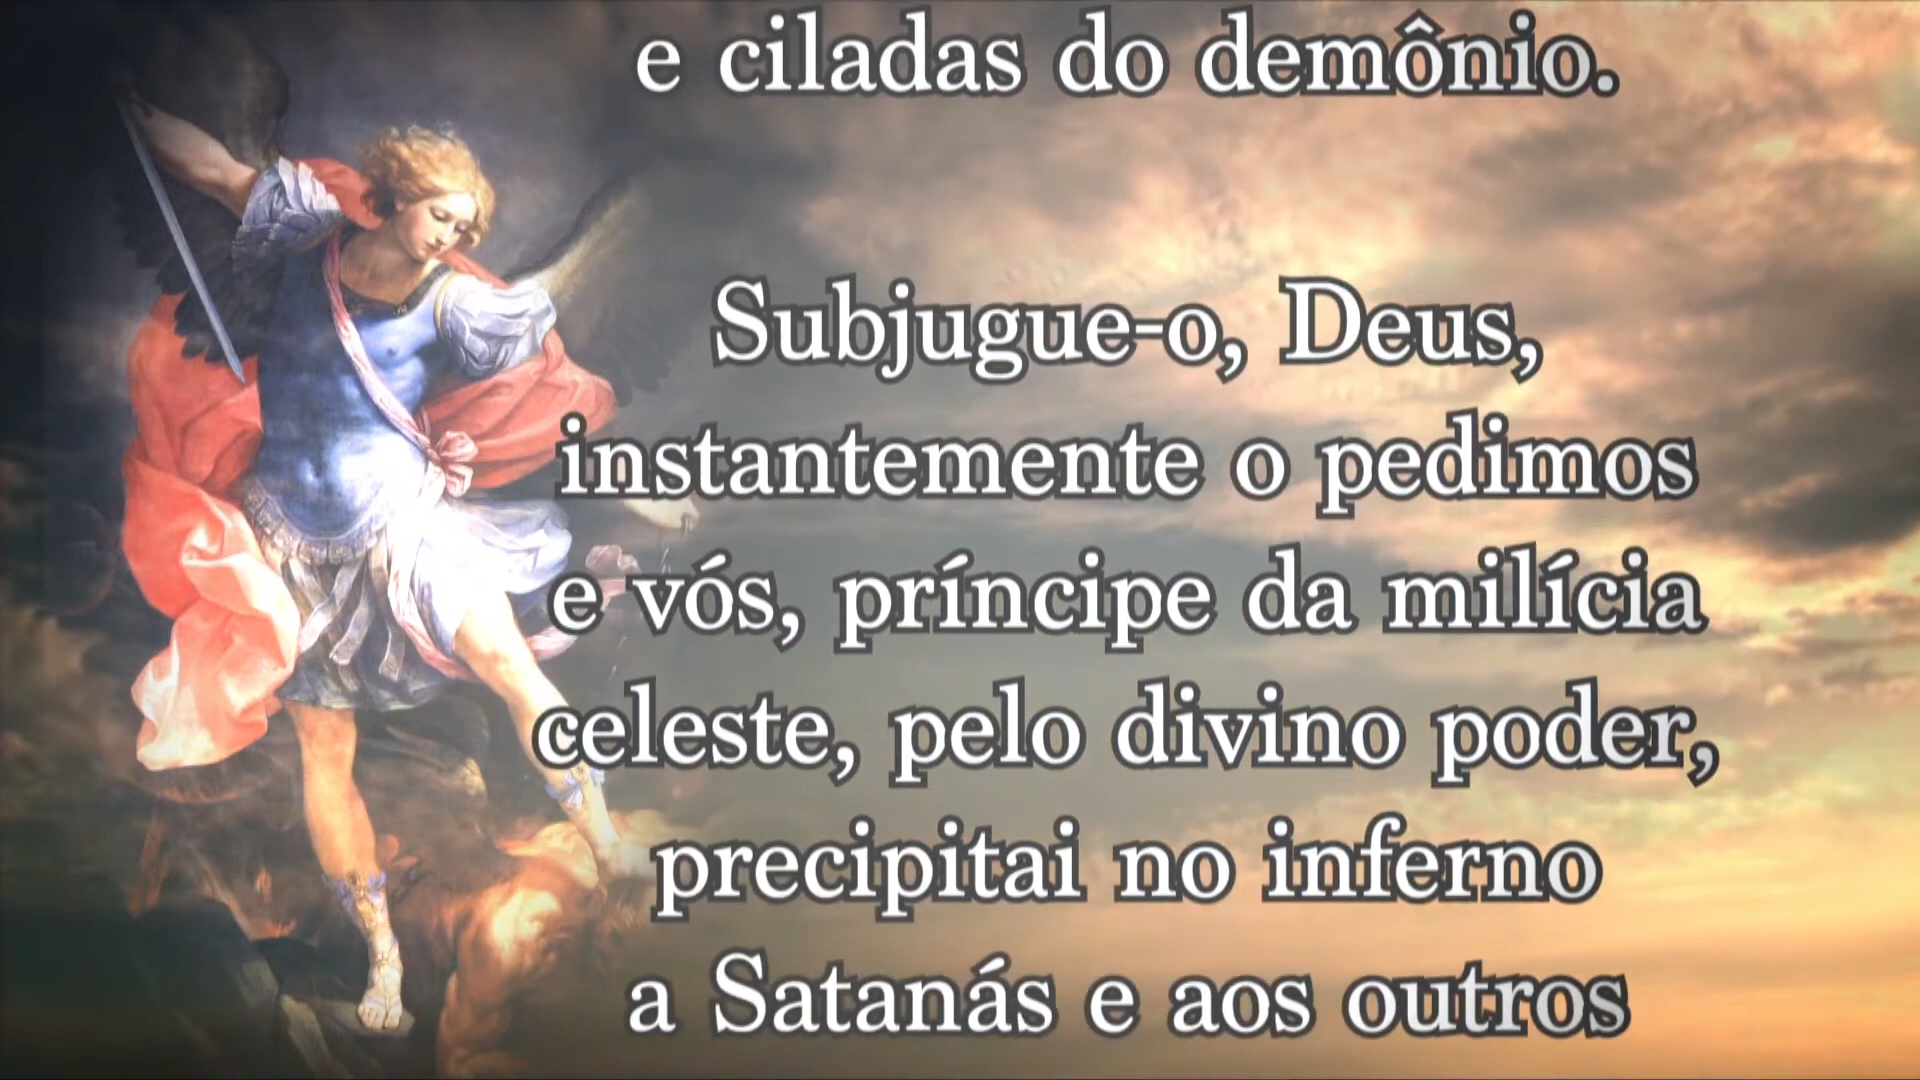 e ciladas do demônio.
Subjugue-o, Deus,
instantemente o pedimos
e vós, príncipe da milícia
celeste, pelo divino poder,
precipitai no inferno
a Satanás e aos outros